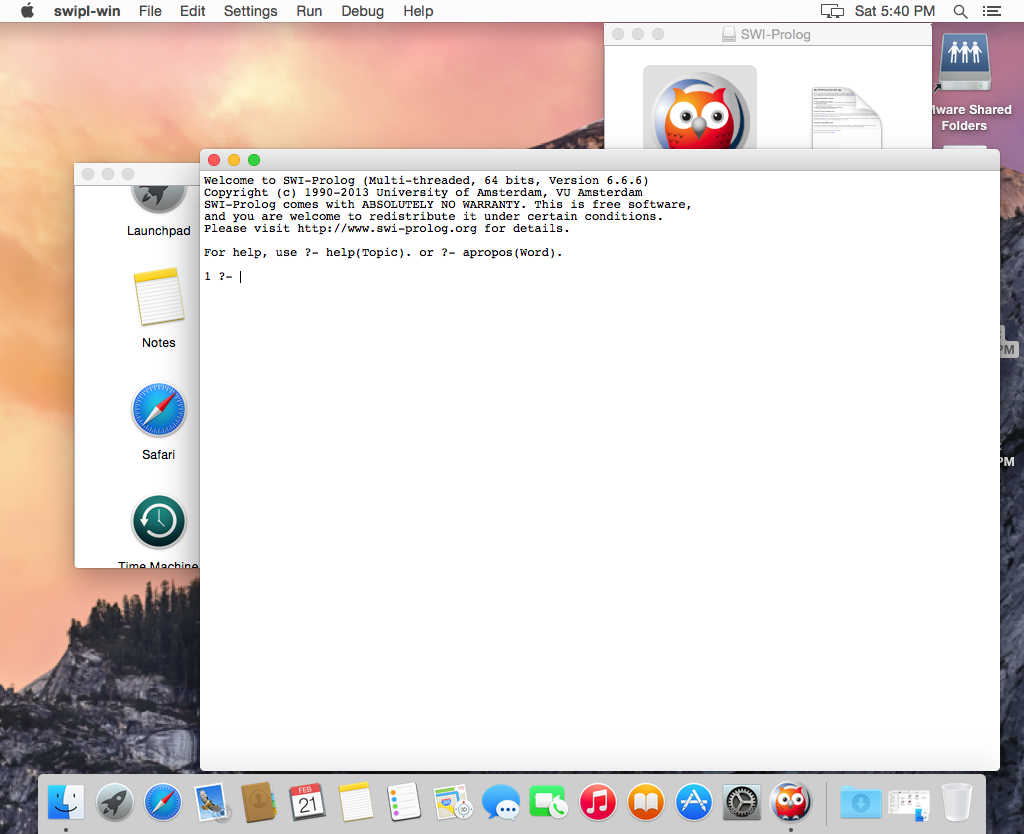 swipl-win File Edit Settings Run Debug Help Sat 5:40 PM
SWI-Prolog
Mware Shared
Folders
Launchpad
Notes
Safari
Time Machine
Welcome to SWI-Prolog (Multi-threaded, 64 bits, Version 6.6.6)
Copyright (c) 1990-2013 University of Amsterdam, VU Amsterdam
SWI-Prolog comes with ABSOLUTELY NO WARRANTY. This is free software,
and you are welcome to redistribute it under certain conditions.
Please visit http://www.swi-prolog.org for details.
For help, use ?- help(Topic). or ?- apropos(Word).
1 ?-
PM
PM
FEB
21